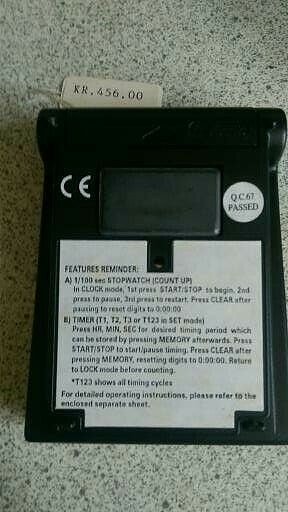 KR.456.00
CE
Q.C.67
PASSED
FEATURES REMINDER:
A) 1/100 sec STOPWATCH (COUNT UP)
In CLOCK mode, 1st press START/STOP to begin, 2nd
press to pause, 3rd press to restart. Press CLEAR after
pausing to reset digits to 0:00:00.
B) TIMER (T1, T2, T3 or T123 in SET mode)
Press HR, MIN, SEC for desired timing period which
can be stored by pressing MEMORY afterwards. Press
START/STOP to start/pause timing. Press CLEAR after
pressing MEMORY, resetting digits to 0:00:00. Return
to LOCK mode before counting.
*T123 shows all timing cycles
For detailed operating instructions, please refer to the
enclosed separate sheet.